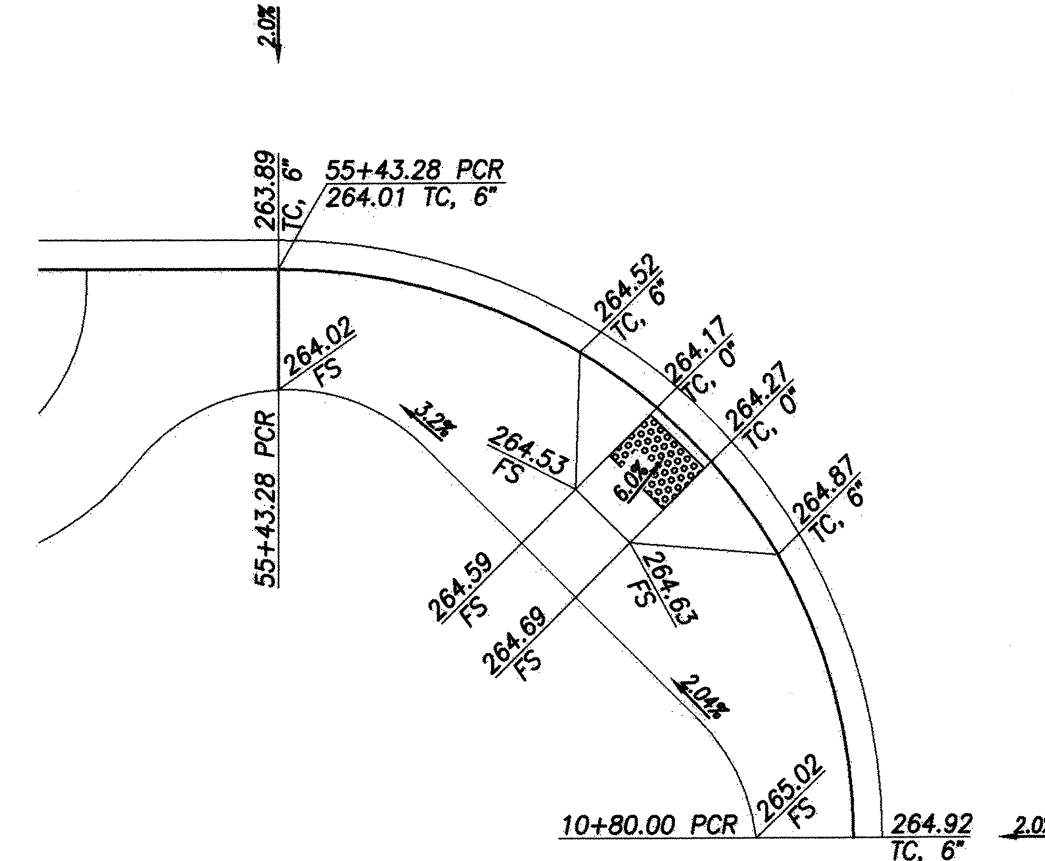 2.0%
263.89
TC, 6"
55+43.28 PCR
264.01 TC, 6"
264.52
TC, 6"
264.17
TC, 0"
264.27
TC, 0"
264.02
FS
3.2%
264.53
FS
6.0%
264.87
TC, 6"
55+43.28 PCR
264.59
FS
264.69
FS
264.63
FS
2.04%
265.02
FS
10+80.00 PCR
264.92
TC, 6"
2.0%